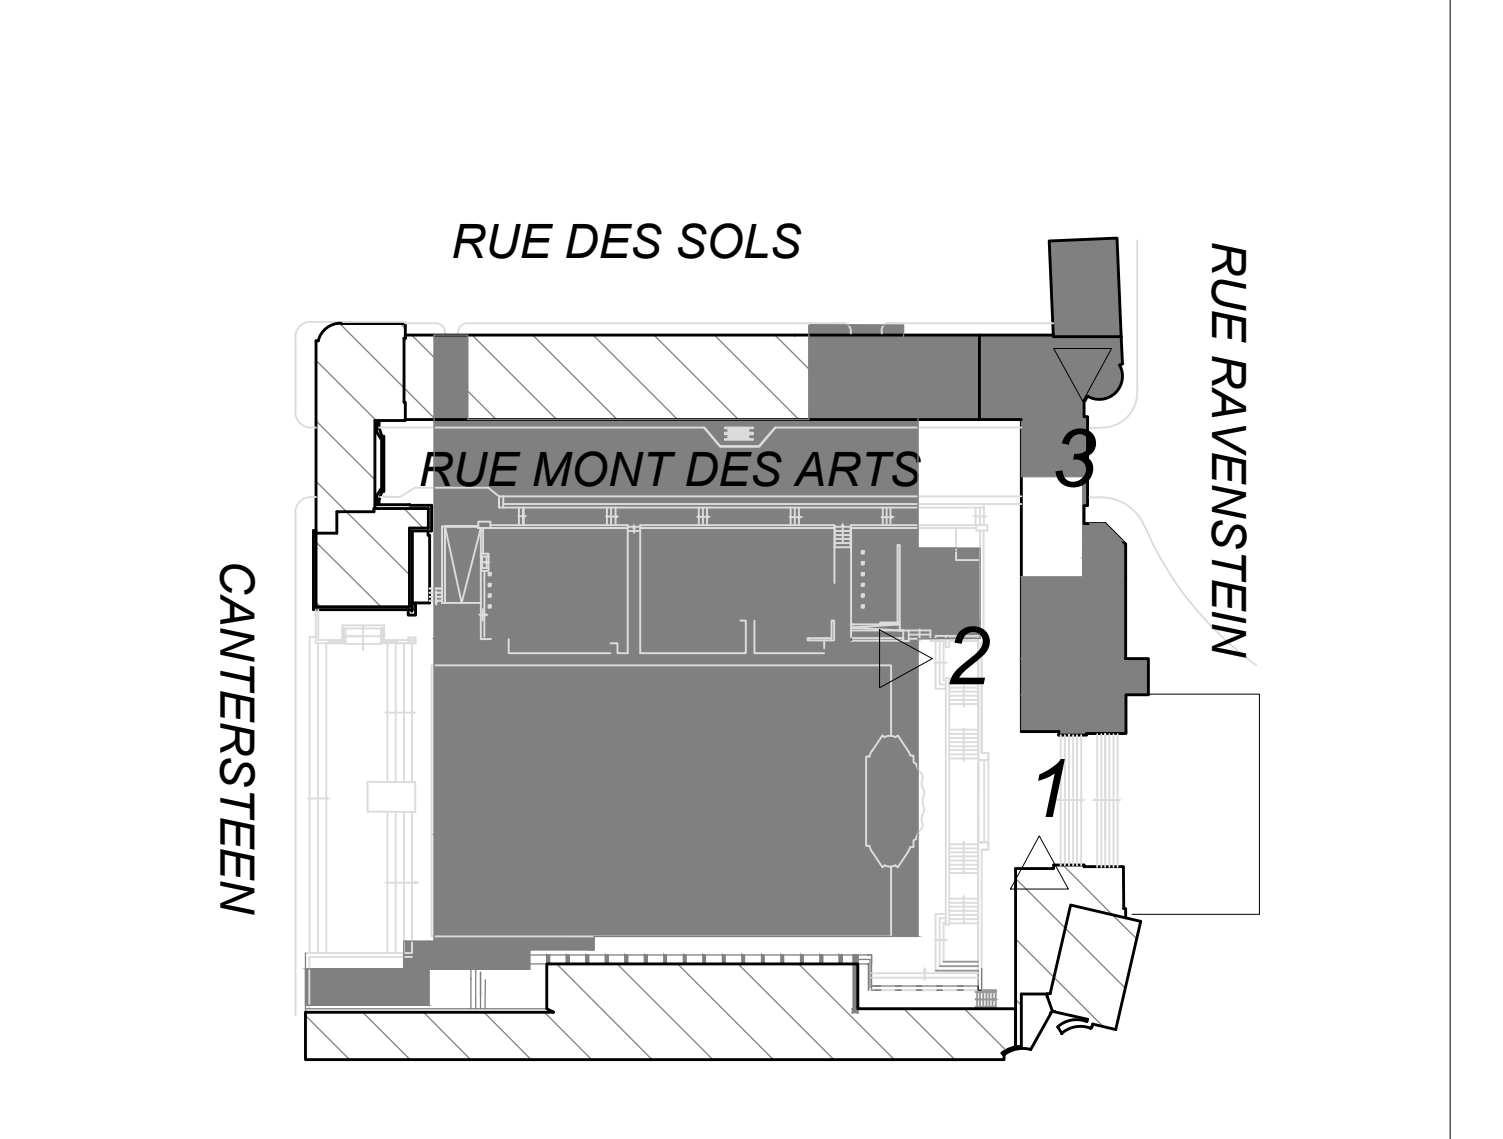 RUE DES SOLS
RUE RAVENSTEIN
RUE MONT DES ARTS
3
CANTERSTEEN
2
1